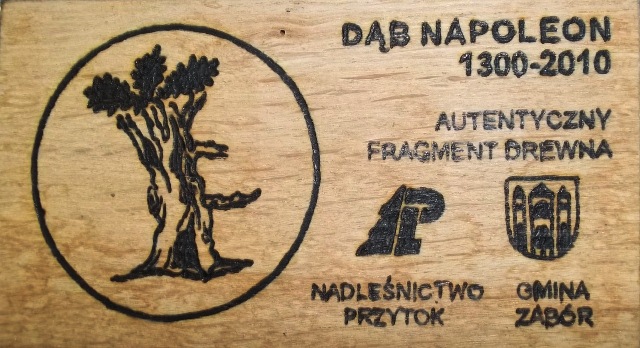 DĄB NAPOLEON
1300-2010
AUTENTYCZNY
FRAGMENT DREWNA
NADLEŚNICTWO
PRZYTOK
GMINA
ZABÓR